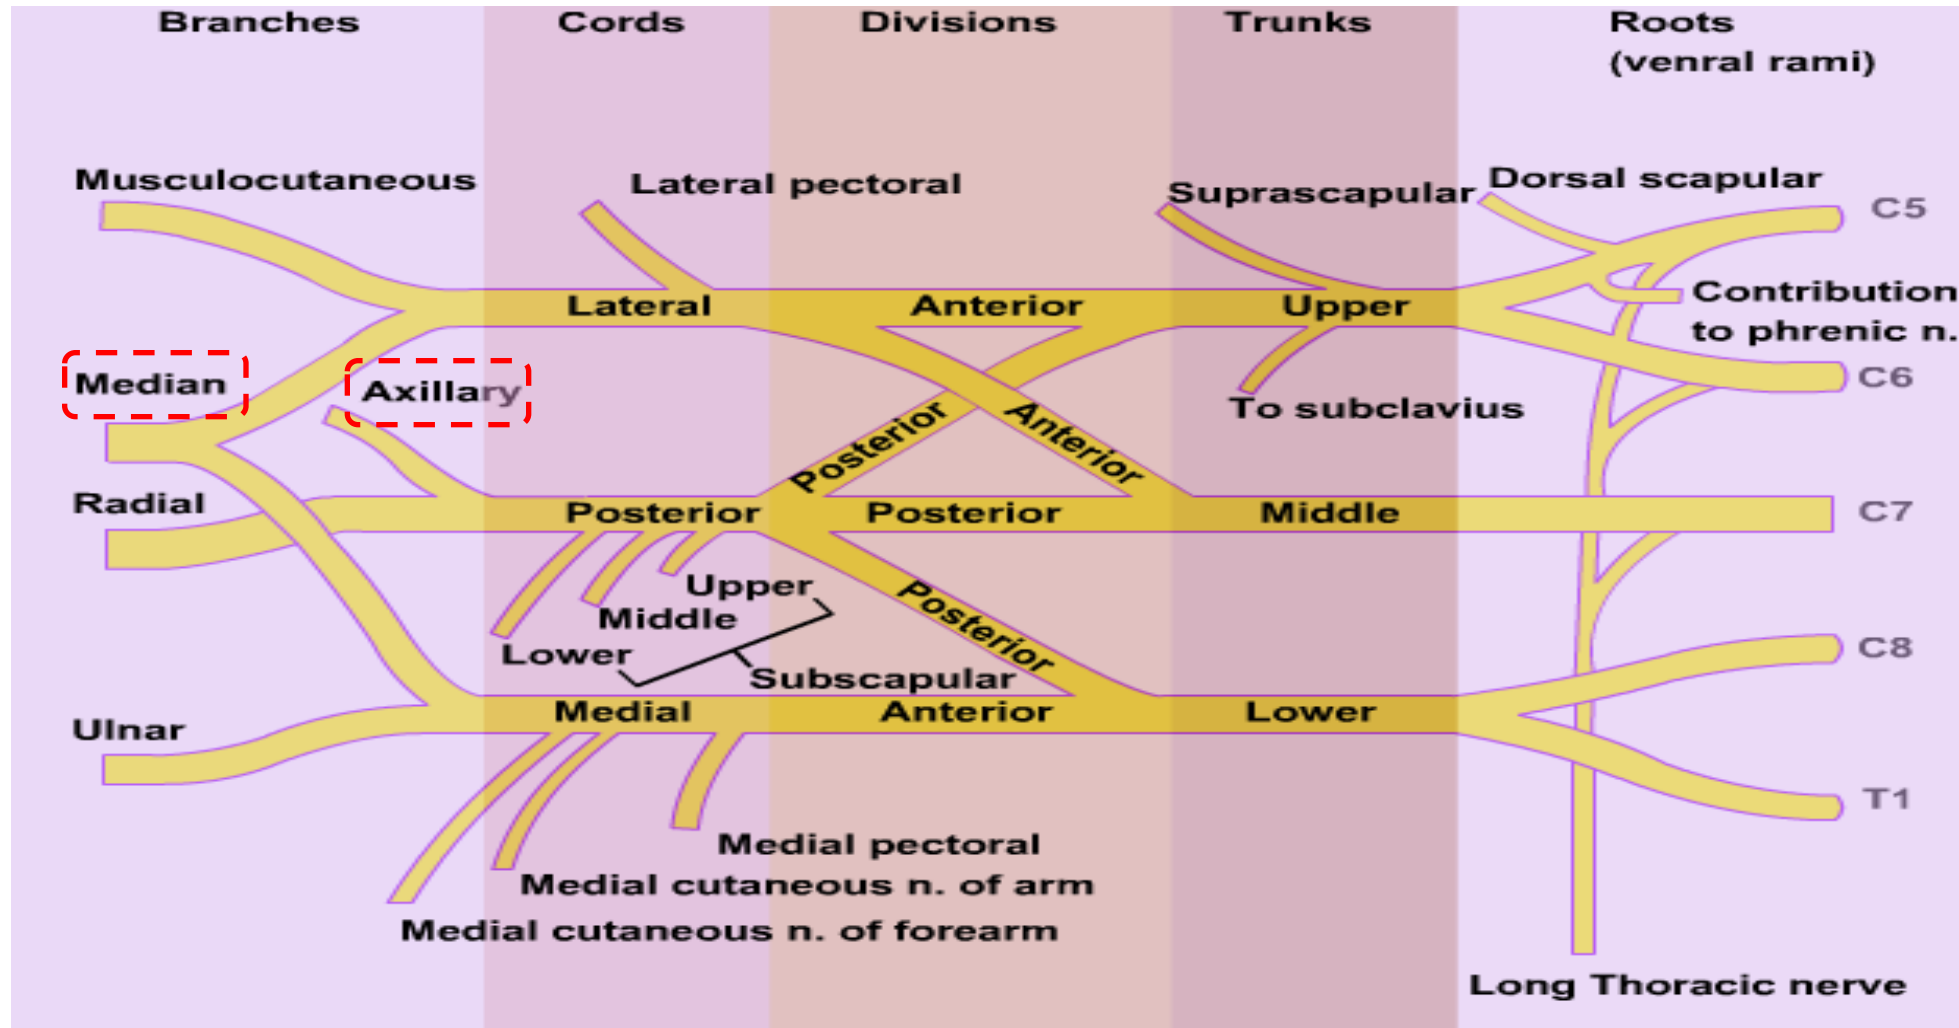 Branches
Cords
Divisions
Trunks
Roots
(venral rami)
Musculocutaneous
Lateral pectoral
Suprascapular
Dorsal scapular
C5
Contribution
to phrenic n.
Lateral
Anterior
Upper
Median
Axillary
C6
To subclavius
Posterior
Anterior
Radial
Posterior
Posterior
Middle
C7
Upper
Middle
Lower
Posterior
Subscapular
C8
Ulnar
Medial
Anterior
Lower
T1
Medial pectoral
Medial cutaneous n. of arm
Medial cutaneous n. of forearm
Long Thoracic nerve